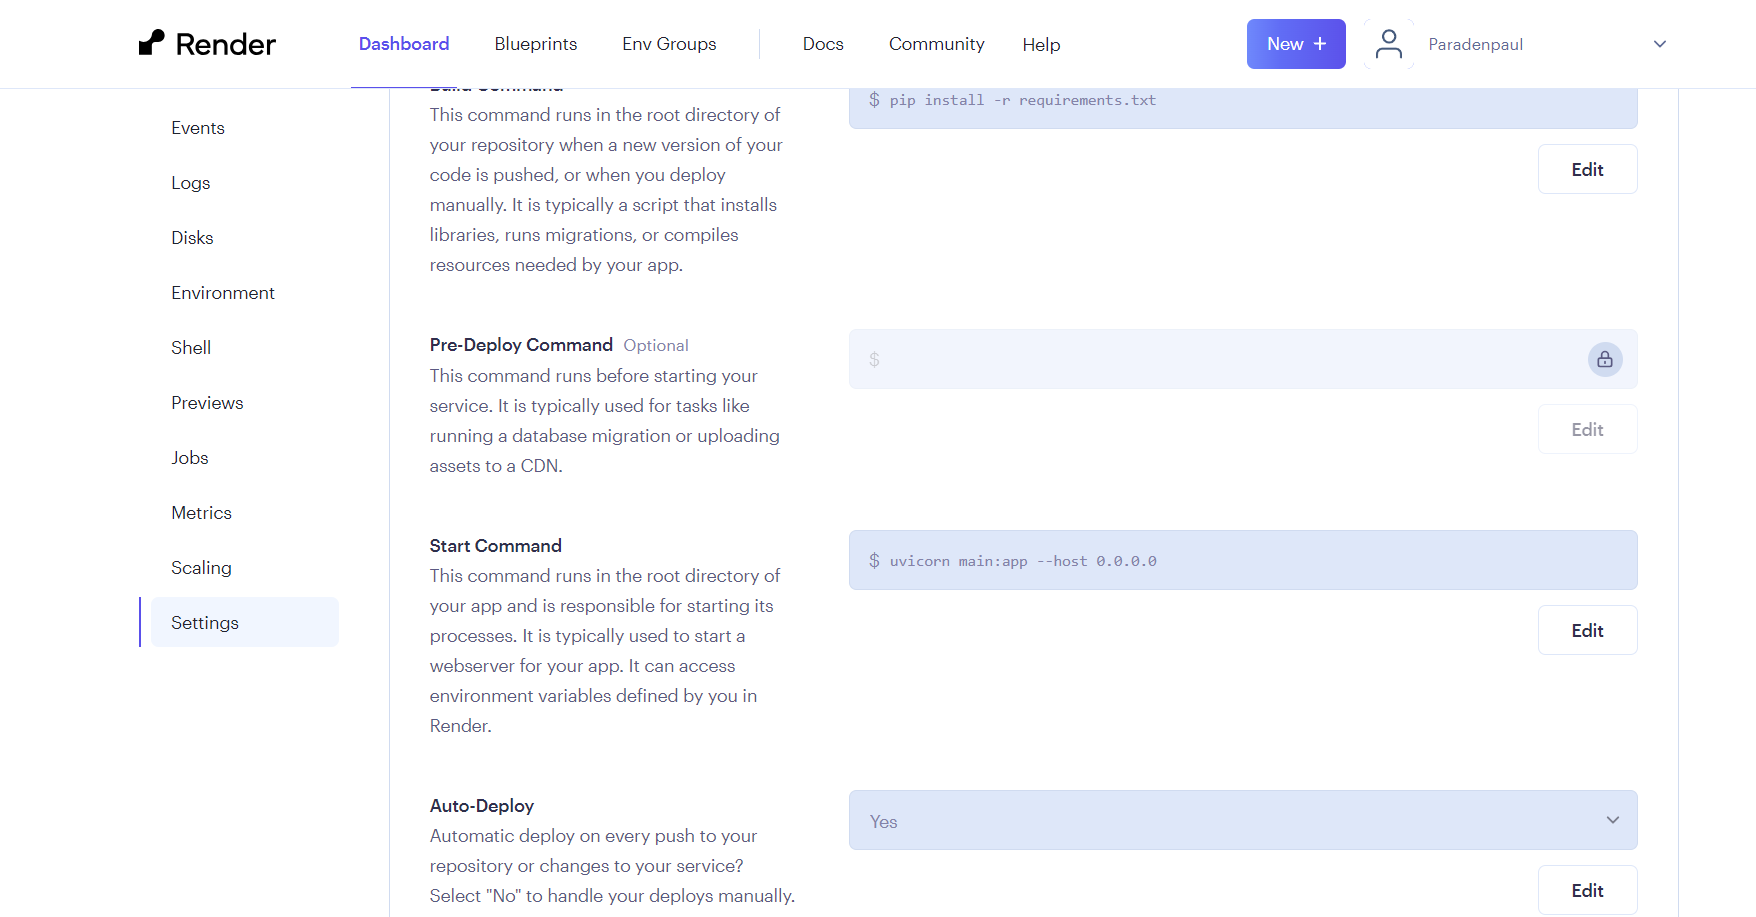 Render
Dashboard
Blueprints
Env Groups
Docs
Community
Help
New +
Paradenpaul
Events
Logs
Disks
Environment
Shell
Previews
Jobs
Metrics
Scaling
Settings
Build Command
This command runs in the root directory of
your repository when a new version of your
code is pushed, or when you deploy
manually. It is typically a script that installs
libraries, runs migrations, or compiles
resources needed by your app.
$ pip install -r requirements.txt
Edit
Pre-Deploy Command Optional
This command runs before starting your
service. It is typically used for tasks like
running a database migration or uploading
assets to a CDN.
$
Edit
Start Command
This command runs in the root directory of
your app and is responsible for starting its
processes. It is typically used to start a
webserver for your app. It can access
environment variables defined by you in
Render.
$ uvicorn main:app --host 0.0.0.0
Edit
Auto-Deploy
Automatic deploy on every push to your
repository or changes to your service?
Select "No" to handle your deploys manually.
Yes
Edit